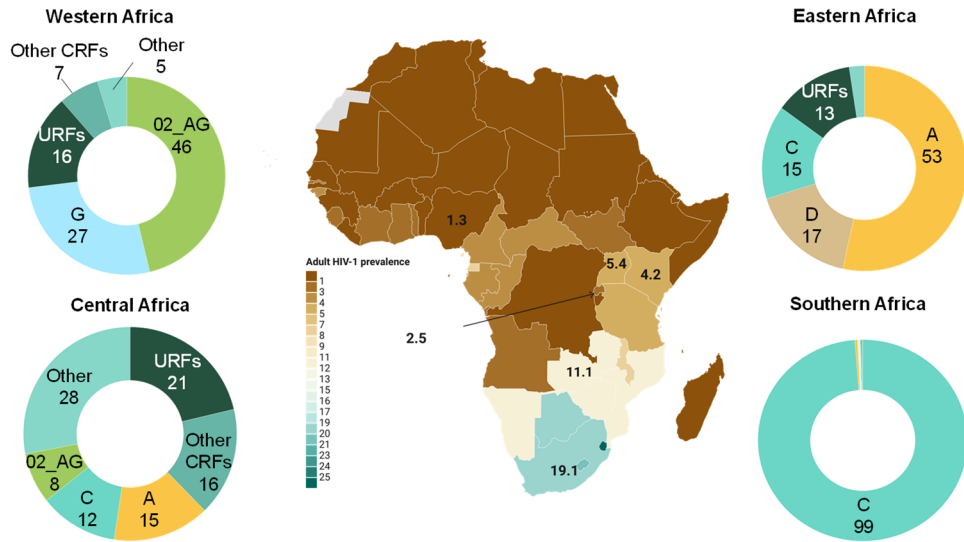 Western Africa
Other CRFs
7
Other
5
02_AG
46
URFs
16
G
27
Eastern Africa
URFs
13
A
53
C
15
D
17
1.3
5.4
4.2
2.5
11.1
19.1
Adult HIV-1 prevalence
1
3
4
5
7
8
9
11
12
13
15
16
17
19
20
21
23
24
25
Central Africa
URFs
21
Other
28
Other
CRFs
16
02_AG
8
C
12
A
15
Southern Africa
C
99